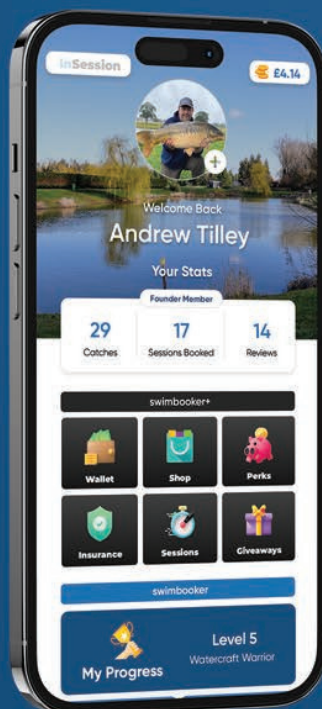 inSession
£4.14
Welcome Back
Andrew Tilley
Your Stats
Founder Member
29 17 14
Catches Sessions Booked Reviews
swimbooker+
Wallet Shop Perks
Insurance Sessions Giveaways
swimbooker
My Progress
Level 5
Watercraft Warrior